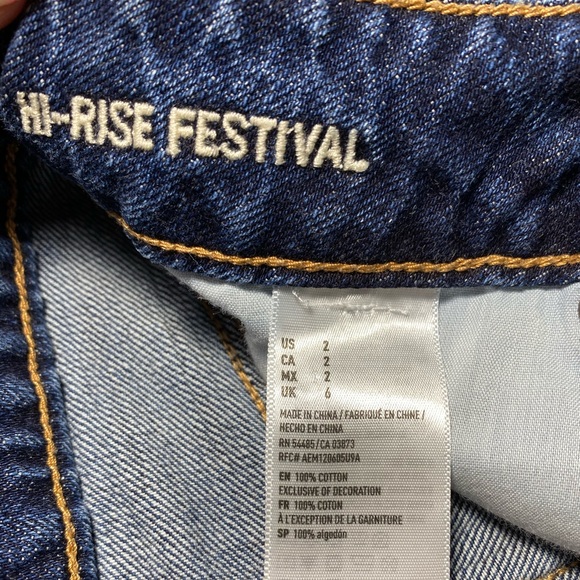 HI-RISE FESTIVAL
US 2
CA 2
MX 2
UK 6
MADE IN CHINA / FABRIQUÉ EN CHINE /
HECHO EN CHINA
RN 54485/CA 03873
RFC# AEM120605U9A
EN 100% COTTON
EXCLUSIVE OF DECORATION
FR 100% COTON
À L'EXCEPTION DE LA GARNITURE
SP 100% algodón